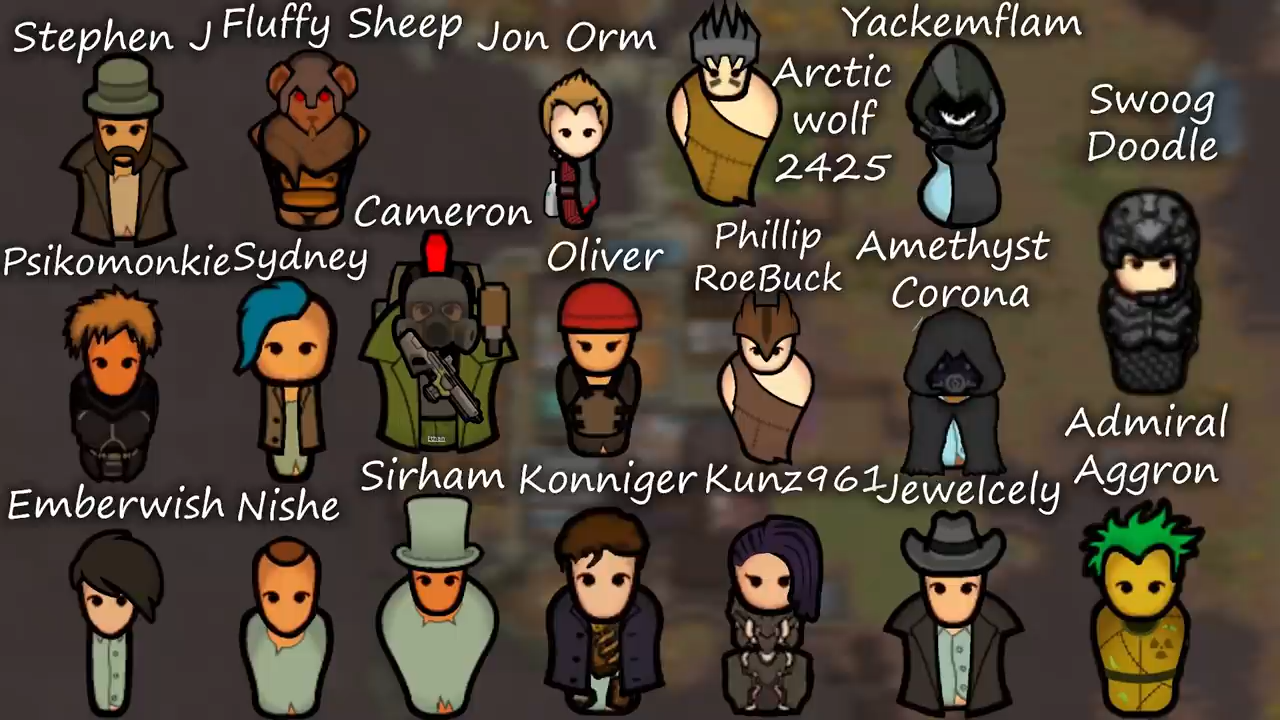 Stephen J
Fluffy Sheep
Jon Orm
Arctic
wolf
2425
Yackemflam
Swoog
Doodle
Psikomonkie
Sydney
Cameron
Oliver
Phillip
RoeBuck
Amethyst
Corona
Admiral
Aggron
Emberwish
Nishe
Sirham
Konniger
Kunz961
Jewelcely